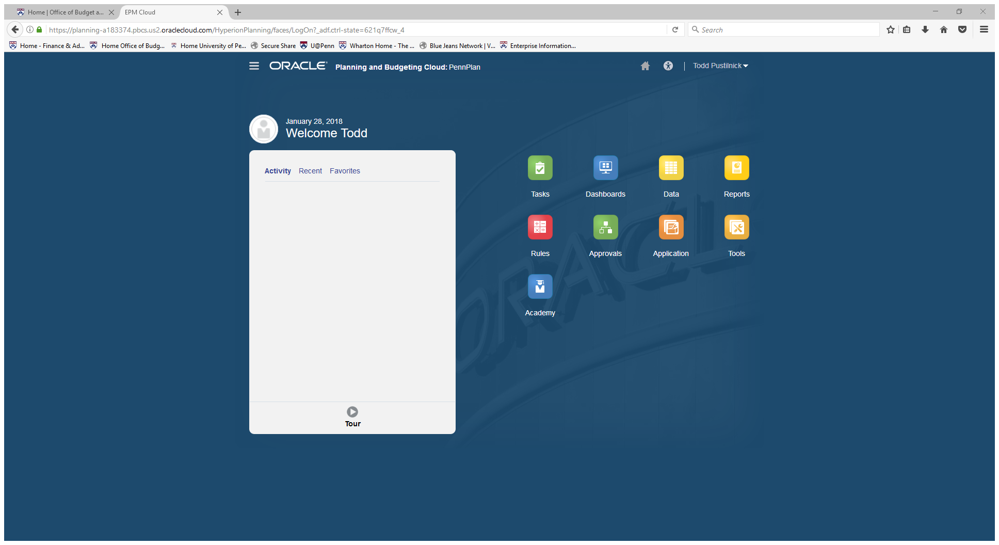 Home | Office of Budget a...
EPM Cloud
https://planning-a183374.pbcs.us2.oraclecloud.com/HyperionPlanning/faces/LogOn?_adf.ctrl-state=621q7ffcw_4
Search
Home - Finance & Ad...
Home Office of Budg...
Home University of Pe...
Secure Share
U@Penn
Wharton Home - The ...
Blue Jeans Network | V...
Enterprise Information...
ORACLE Planning and Budgeting Cloud: PennPlan
Todd Pustilnick
January 28, 2018
Welcome Todd
Activity Recent Favorites
Tour
Tasks Dashboards Data Reports
Rules Approvals Application Tools
Academy
ORACL